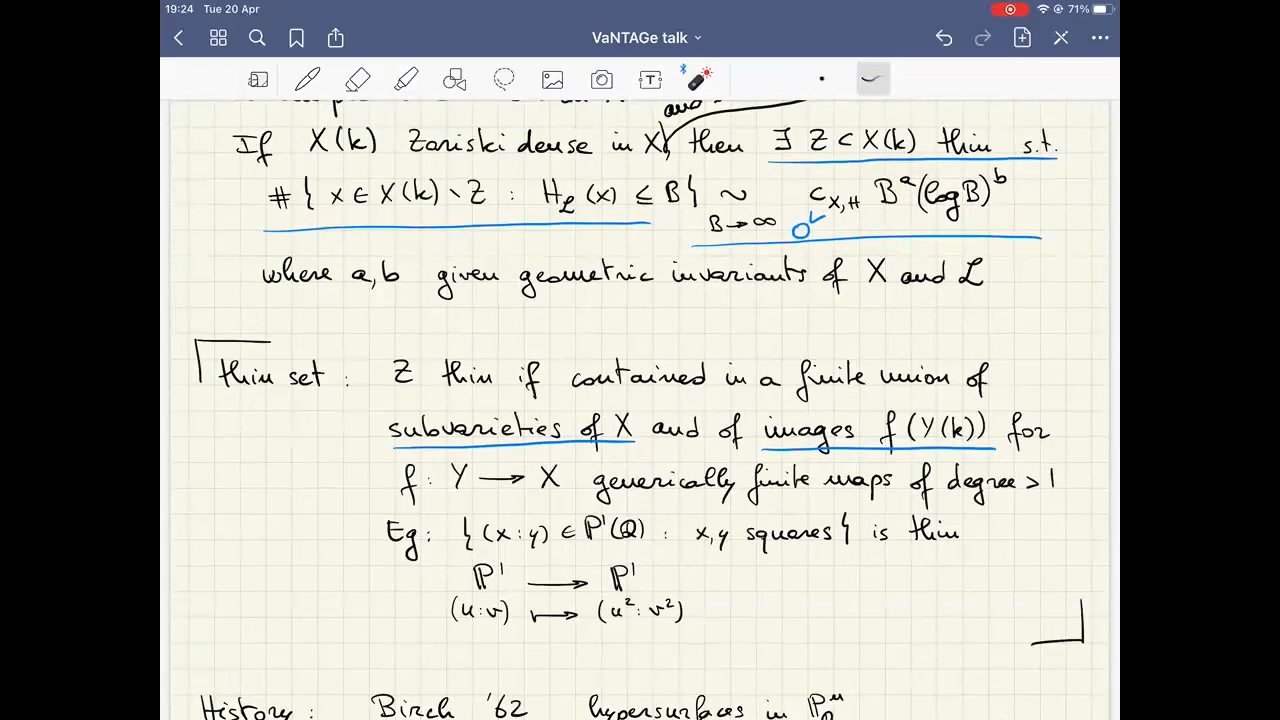 19:24 Tue 20 Apr 71%
VaNTAGe talk
and
If X(k) Zariski dense in X, then ∃ Z ⊂ X(k) thin s.t.
# { x ∈ X(k) \ Z : H_L(x) ≤ B } ~ c_{X,H} B^a (log B)^b
B → ∞ 0
where a, b given geometric invariants of X and L
thin set : Z thin if contained in a finite union of
subvarieties of X and of images f(Y(k)) for
f : Y → X generically finite maps of degree > 1
Eg: { (x:y) ∈ ℙ¹(ℚ) : x, y squares } is thin
ℙ¹ → ℙ¹
(u:v) ↦ (u² : v²)
History : Birch '62 hypersurfaces in ℙ^n_ℚ